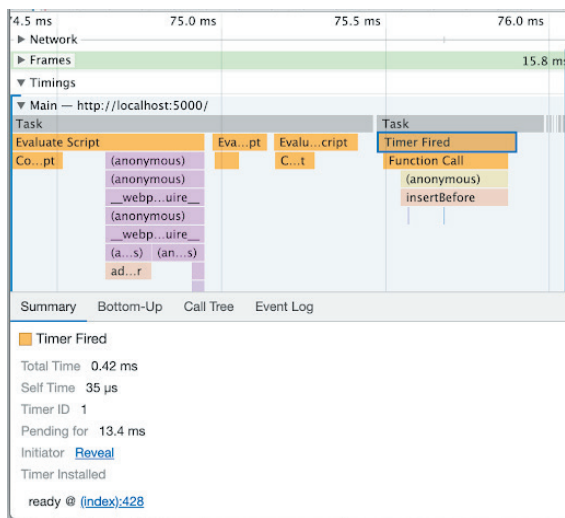 74.5 ms 75.0 ms 75.5 ms 76.0 ms
Network
Frames 15.8 ms
Timings
Main — http://localhost:5000/
Task Task
Evaluate Script Eva…pt Evalu…cript Timer Fired
Co…pt (anonymous) C…t Function Call
(anonymous) (anonymous)
__webp…uire__ insertBefore
(anonymous)
__webp…uire__
(a…s) (an…s)
ad…r
Summary Bottom-Up Call Tree Event Log
Timer Fired
Total Time 0.42 ms
Self Time 35 μs
Timer ID 1
Pending for 13.4 ms
Initiator Reveal
Timer Installed
ready @ (index):428